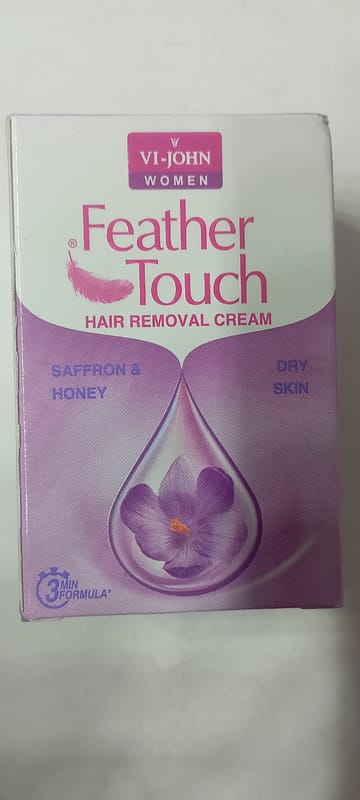 VI-JOHN
WOMEN
® Feather
Touch
HAIR REMOVAL CREAM
SAFFRON &
HONEY
DRY
SKIN
3 MIN
FORMULA*